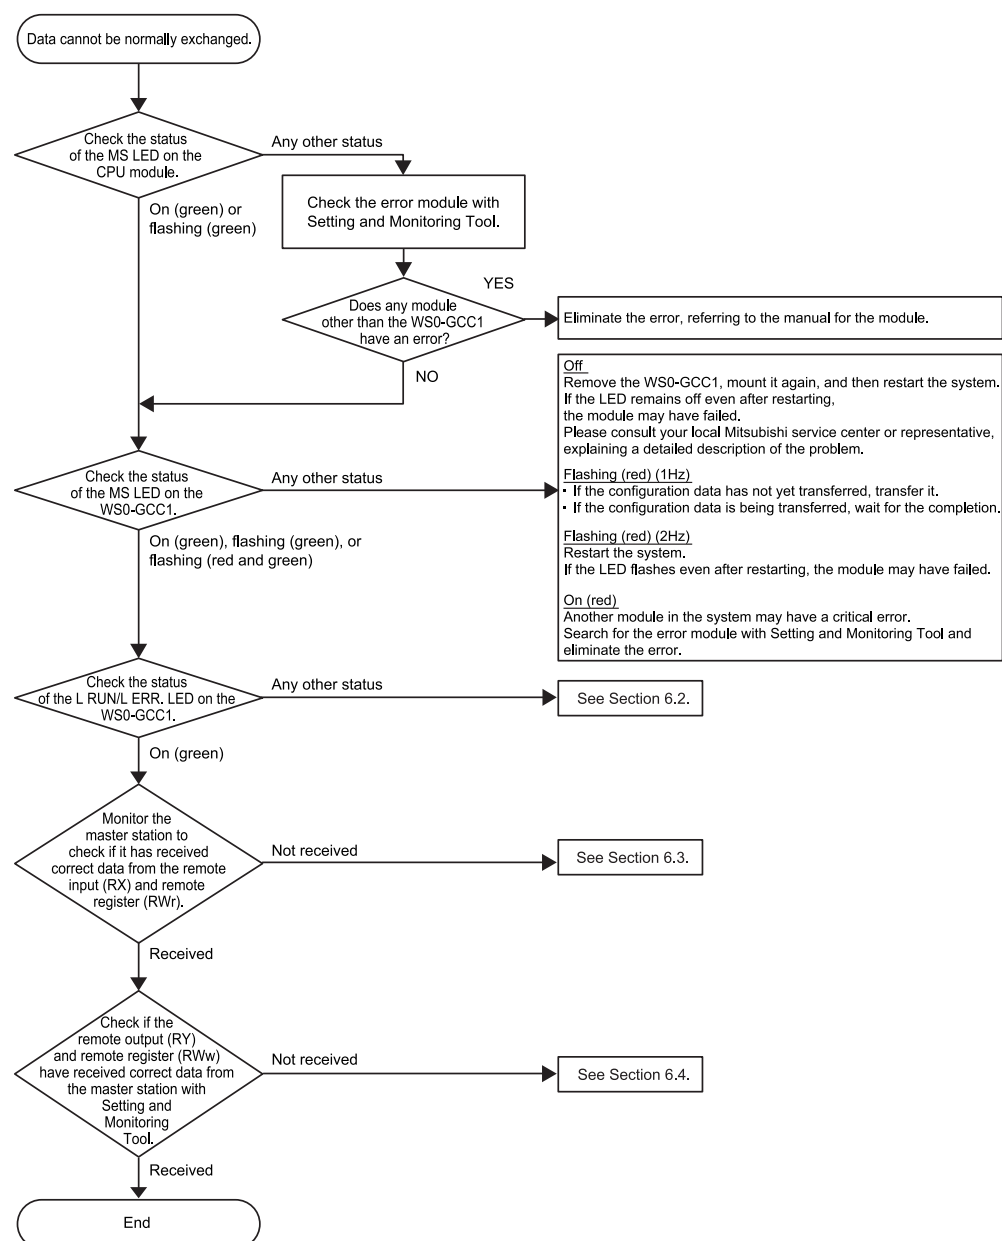 Data cannot be normally exchanged.
Check the status
of the MS LED on the
CPU module.
Any other status
Check the error module with
Setting and Monitoring Tool.
On (green) or
flashing (green)
YES
Does any module
other than the WS0-GCC1
have an error?
Eliminate the error, referring to the manual for the module.
NO
Off
Remove the WS0-GCC1, mount it again, and then restart the system.
If the LED remains off even after restarting,
the module may have failed.
Please consult your local Mitsubishi service center or representative,
explaining a detailed description of the problem.
Flashing (red) (1Hz)
• If the configuration data has not yet transferred, transfer it.
• If the configuration data is being transferred, wait for the completion.
Flashing (red) (2Hz)
Restart the system.
If the LED flashes even after restarting, the module may have failed.
On (red)
Another module in the system may have a critical error.
Search for the error module with Setting and Monitoring Tool and
eliminate the error.
Check the status
of the MS LED on the
WS0-GCC1.
Any other status
On (green), flashing (green), or
flashing (red and green)
Check the status
of the L RUN/L ERR. LED on the
WS0-GCC1.
Any other status
See Section 6.2.
On (green)
Monitor the
master station to
check if it has received
correct data from the remote
input (RX) and remote
register (RWr).
Not received
See Section 6.3.
Received
Check if the
remote output (RY)
and remote register (RWw)
have received correct data from
the master station with
Setting and
Monitoring
Tool.
Not received
See Section 6.4.
Received
End